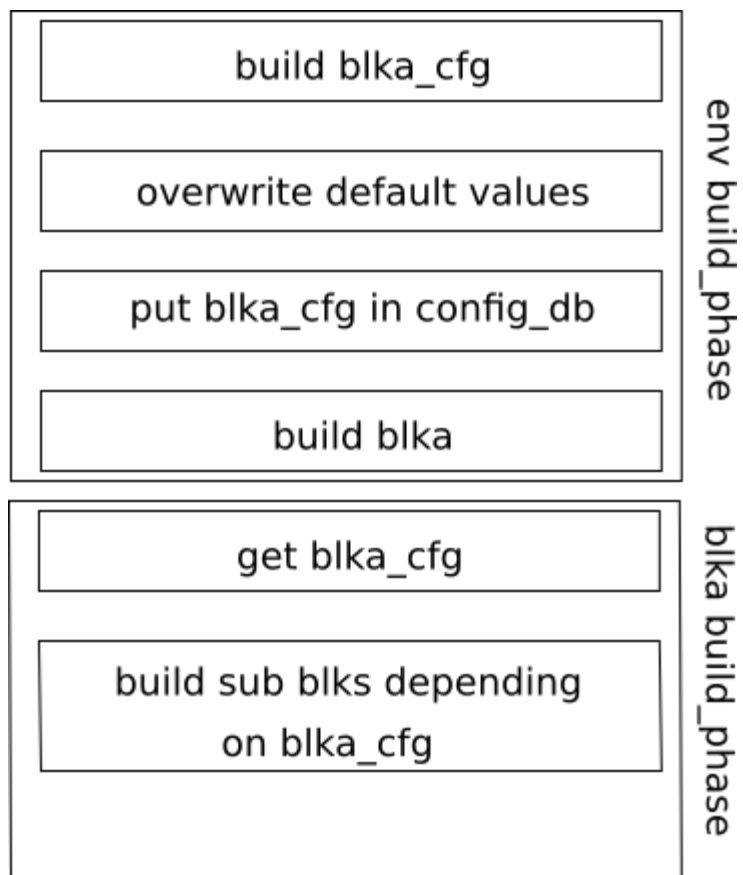 build blka_cfg
overwrite default values
put blka_cfg in config_db
build blka
env build_phase
get blka_cfg
build sub blks depending
on blka_cfg
blka build_phase